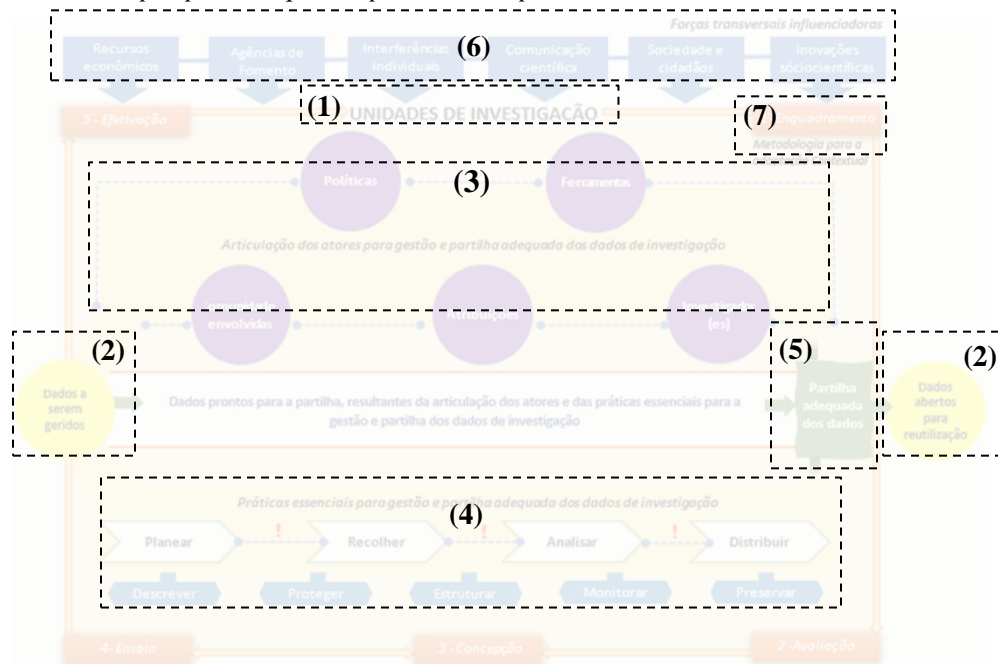 Forças transversais influenciadoras
Recursos
econômicos
Agências de
Fomento
Interferências
individuais
(6)
Comunicação
científica
Sociedade e
cidadãos
Inovações
sóciocientíficas
5 - Efetivação
(1)
UNIDADES DE INVESTIGAÇÃO
(7)
Enquadramento
Metodologia para a
contextual
(3)
Políticas
Ferramentas
Articulação dos atores para gestão e partilha adequada dos dados de investigação
envolvidas
Atribuições
Investigador
(es)
(2)
(5)
(2)
Dados a
serem
geridos
Dados prontos para a partilha, resultantes da articulação dos atores e das práticas essenciais para a
gestão e partilha dos dados de investigação
Partilha
adequada
dos dados
Dados
abertos
para
reutilização
Práticas essenciais para gestão e partilha adequada dos dados de investigação
(4)
Planear
!
Recolher
!
Analisar
!
Distribuir
Descrever
Proteger
Estruturar
Monitorar
Preservar
4- Ensaio
3 - Concepção
2 -Avaliação